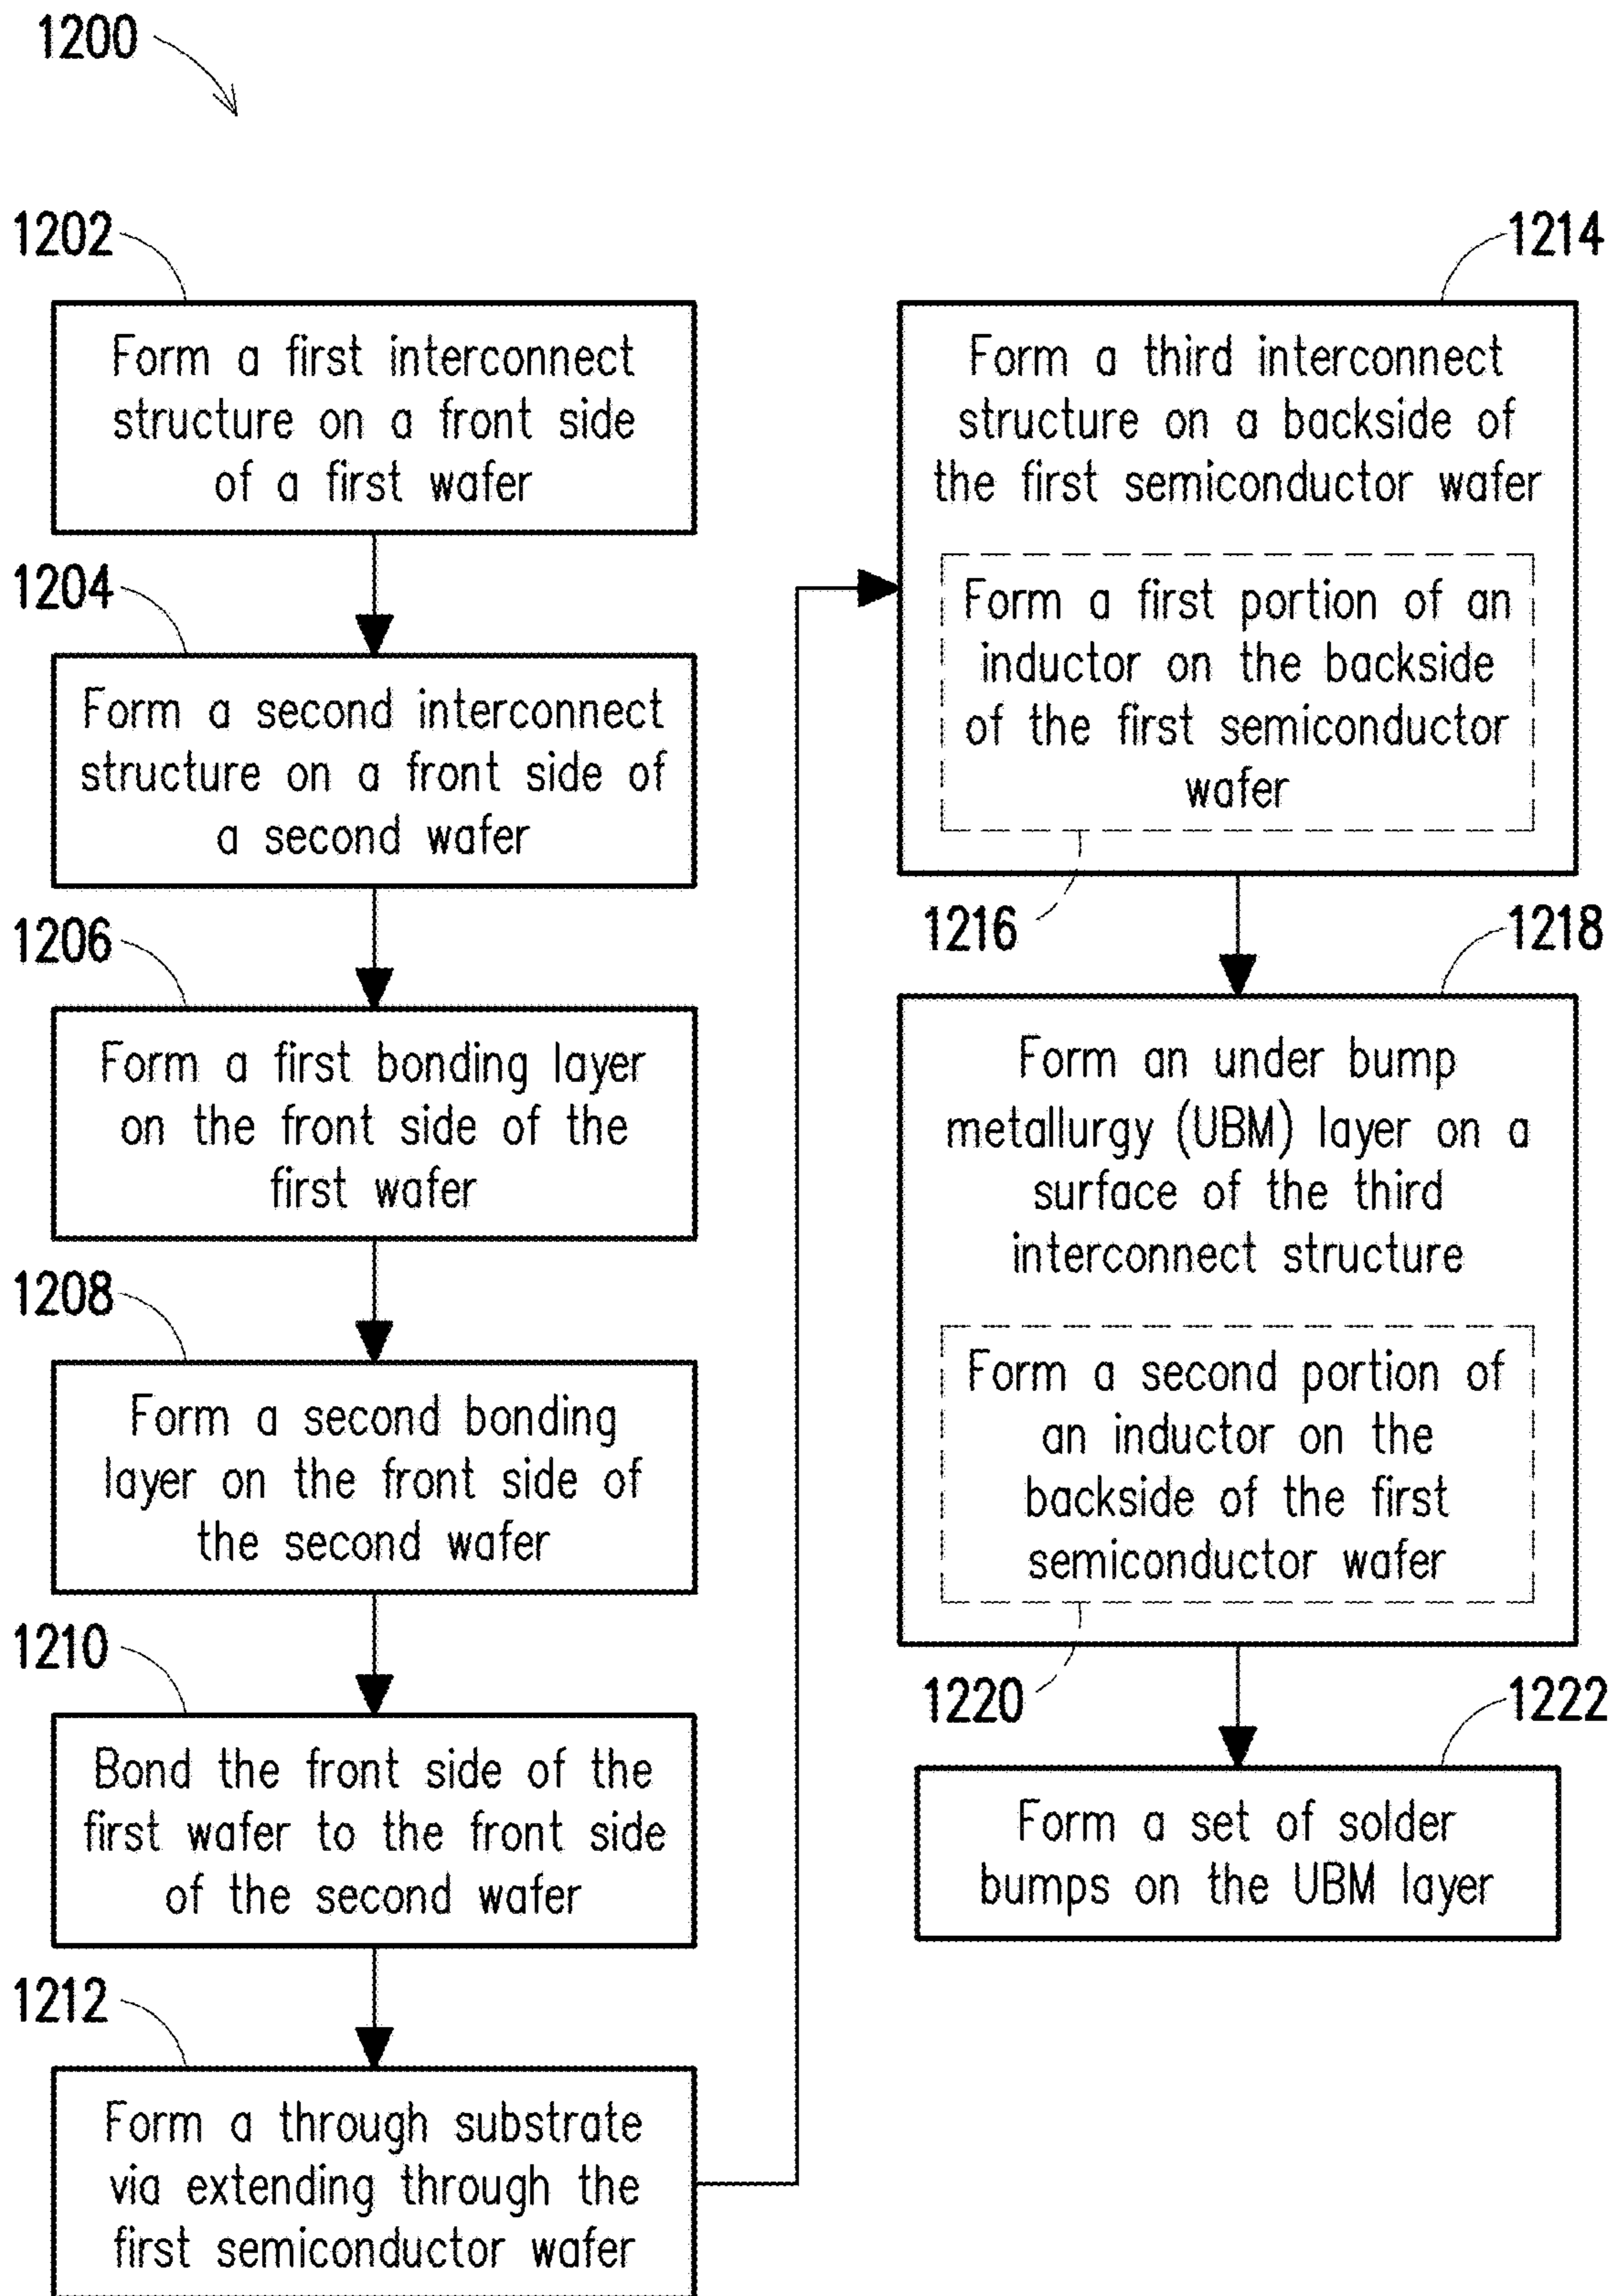 1200
1202
Form a first interconnect
structure on a front side
of a first wafer
1204
Form a second interconnect
structure on a front side of
a second wafer
1206
Form a first bonding layer
on the front side of the
first wafer
1208
Form a second bonding
layer on the front side of
the second wafer
1210
Bond the front side of the
first wafer to the front side
of the second wafer
1212
Form a through substrate
via extending through the
first semiconductor wafer
1214
Form a third interconnect
structure on a backside of
the first semiconductor wafer
Form a first portion of an
inductor on the backside
of the first semiconductor
wafer
1216
1218
Form an under bump
metallurgy (UBM) layer on a
surface of the third
interconnect structure
Form a second portion of
an inductor on the
backside of the first
semiconductor wafer
1220
1222
Form a set of solder
bumps on the UBM layer